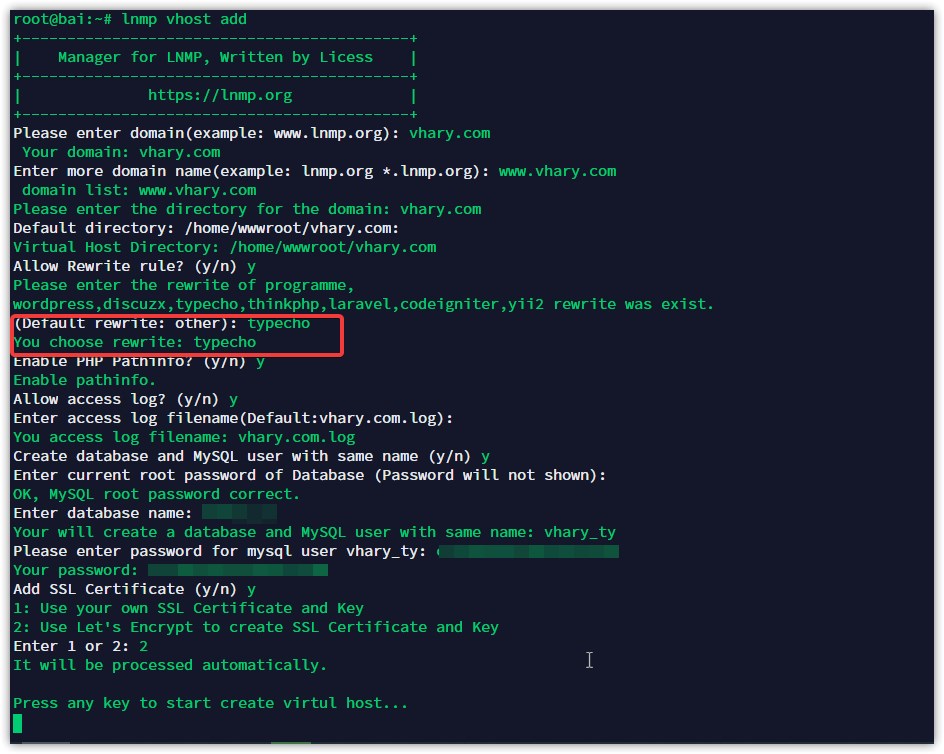 root@bai:~# lnmp vhost add
+-------------------------------------------+
|    Manager for LNMP, Written by Licess    |
+-------------------------------------------+
|              https://lnmp.org             |
+-------------------------------------------+
Please enter domain(example: www.lnmp.org): vhary.com
 Your domain: vhary.com
Enter more domain name(example: lnmp.org *.lnmp.org): www.vhary.com
 domain list: www.vhary.com
Please enter the directory for the domain: vhary.com
Default directory: /home/wwwroot/vhary.com:
Virtual Host Directory: /home/wwwroot/vhary.com
Allow Rewrite rule? (y/n) y
Please enter the rewrite of programme,
wordpress,discuzx,typecho,thinkphp,laravel,codeigniter,yii2 rewrite was exist.
(Default rewrite: other): typecho
You choose rewrite: typecho
Enable PHP Pathinfo? (y/n) y
Enable pathinfo.
Allow access log? (y/n) y
Enter access log filename(Default:vhary.com.log):
You access log filename: vhary.com.log
Create database and MySQL user with same name (y/n) y
Enter current root password of Database (Password will not shown):
OK, MySQL root password correct.
Enter database name:
Your will create a database and MySQL user with same name: vhary_ty
Please enter password for mysql user vhary_ty:
Your password:
Add SSL Certificate (y/n) y
1: Use your own SSL Certificate and Key
2: Use Let's Encrypt to create SSL Certificate and Key
Enter 1 or 2: 2
It will be processed automatically.
Press any key to start create virtul host...